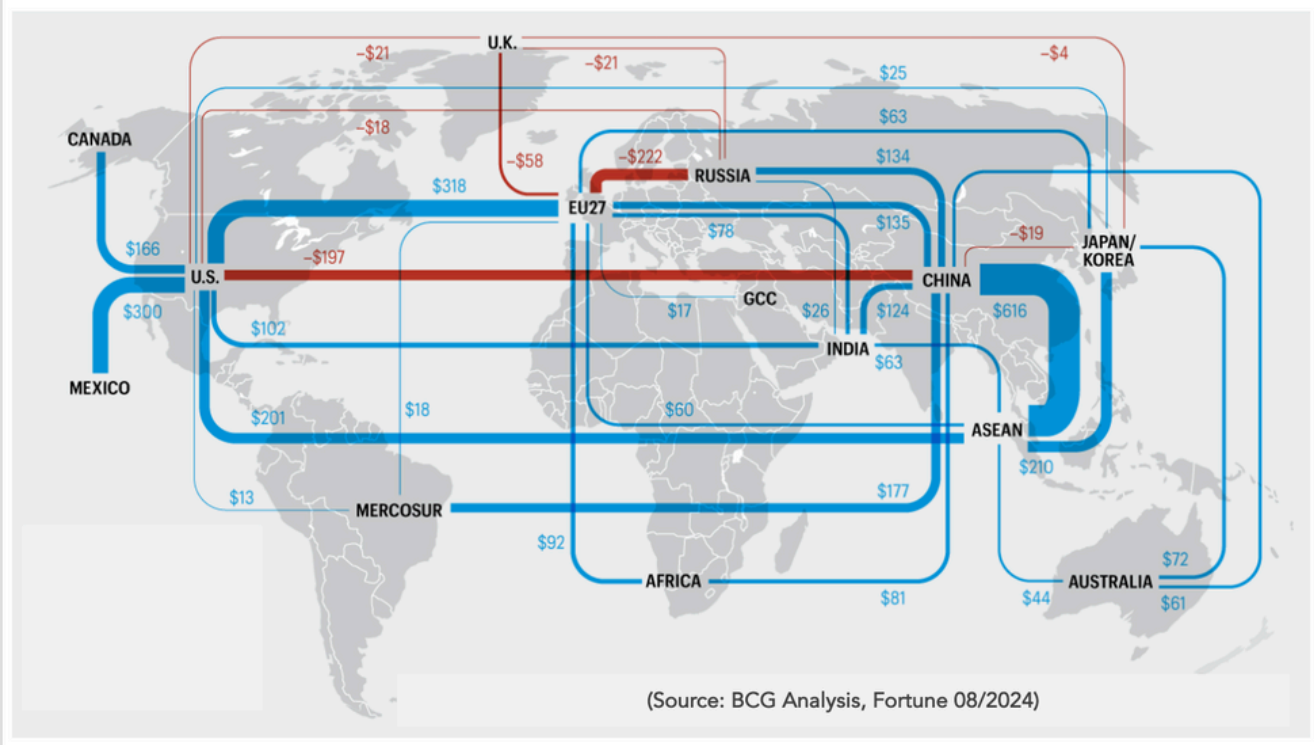 U.K.
–$21
–$21
–$4
$25
–$18
$63
CANADA
–$58
–$222
$134
RUSSIA
$318
EU27
$78
$135
–$19
JAPAN/
KOREA
$166
–$197
U.S.
CHINA
GCC
$300
$17
$26
$124
$616
$102
INDIA
$63
MEXICO
$18
$60
$201
ASEAN
$210
$13
$177
MERCOSUR
$92
$72
AFRICA
AUSTRALIA
$81
$44
$61
(Source: BCG Analysis, Fortune 08/2024)